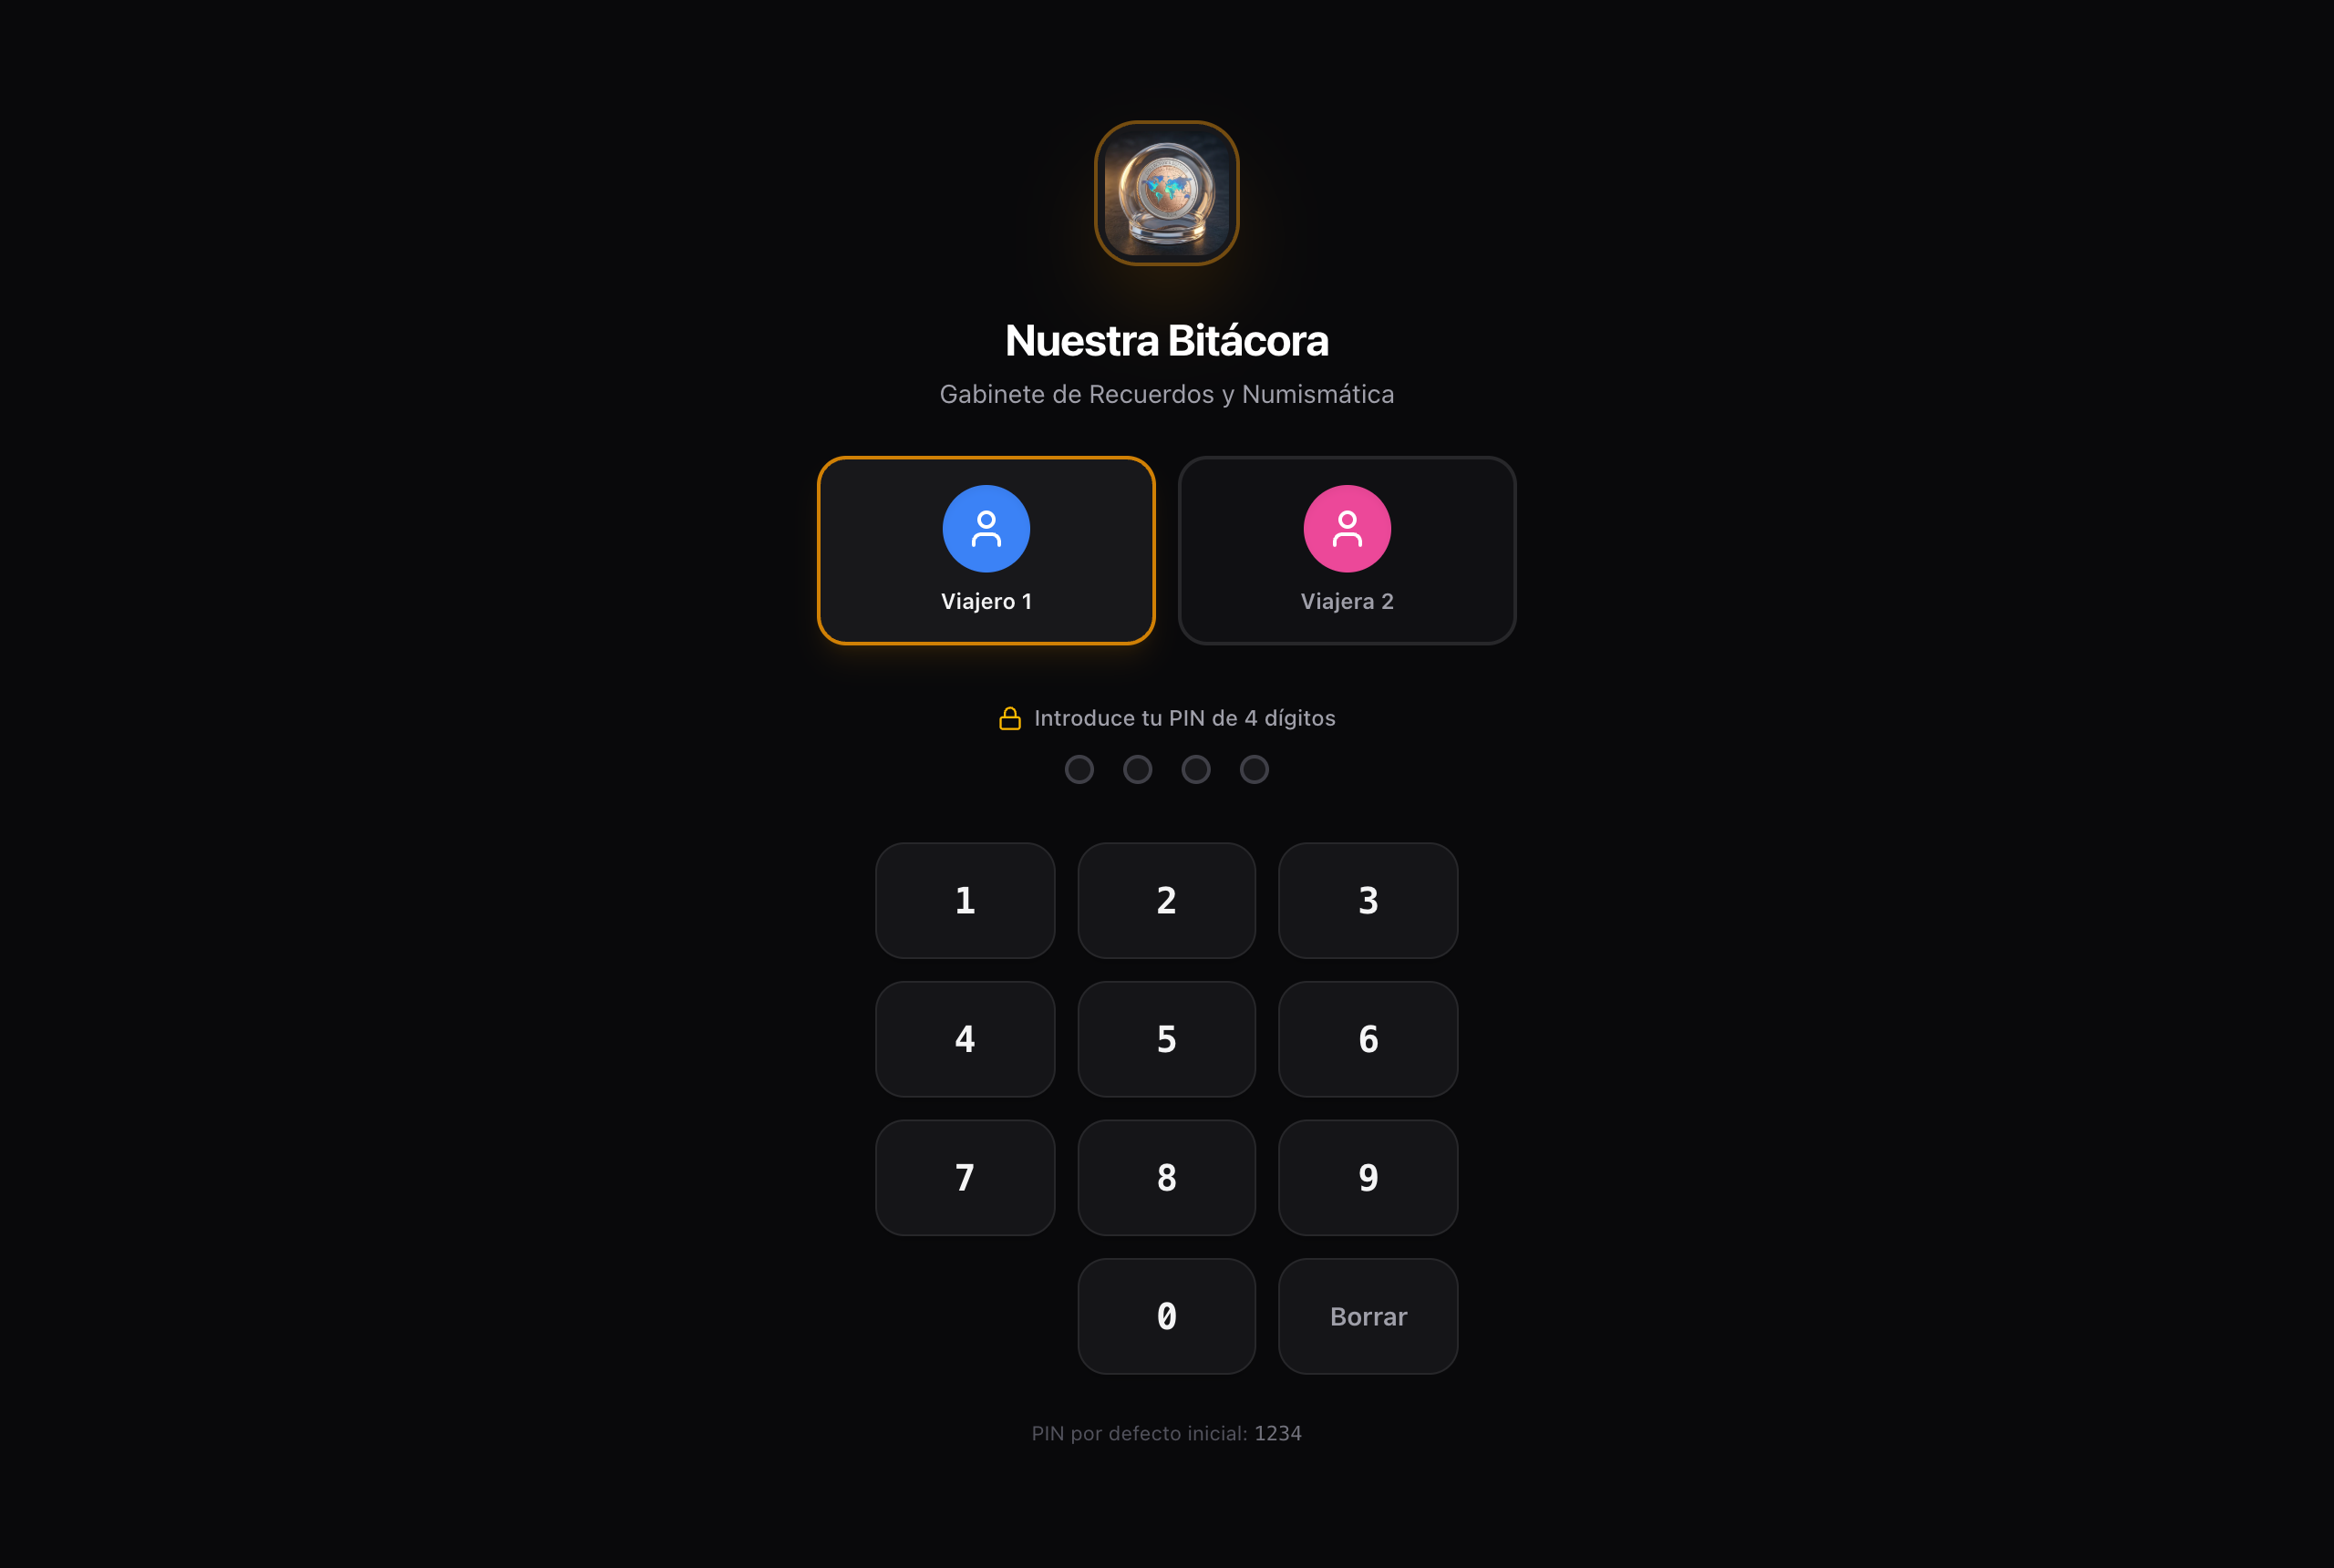 Nuestra Bitácora
Gabinete de Recuerdos y Numismática
Viajero 1
Viajera 2
Introduce tu PIN de 4 dígitos
1 2 3
4 5 6
7 8 9
0 Borrar
PIN por defecto inicial: 1234